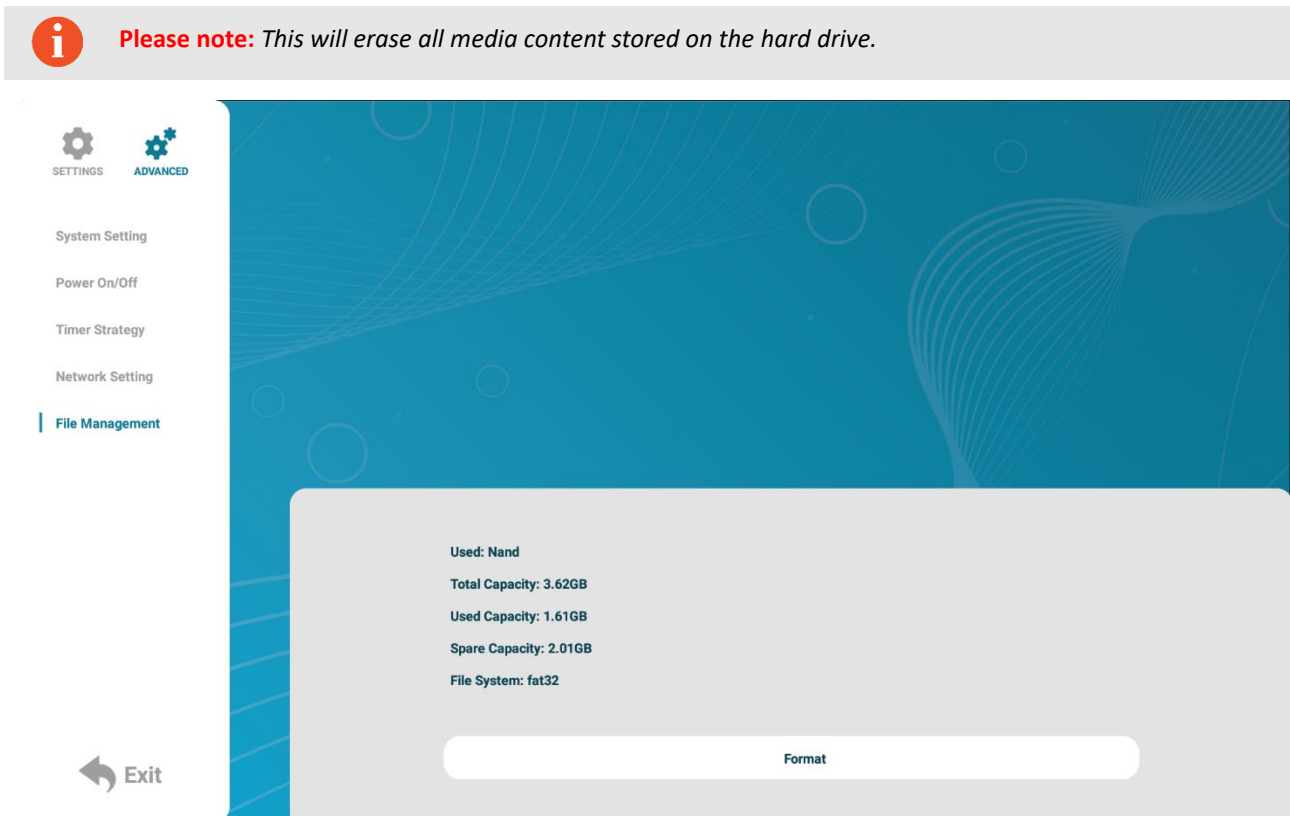 Please note: This will erase all media content stored on the hard drive.
SETTINGS ADVANCED
System Setting
Power On/Off
Timer Strategy
Network Setting
File Management
Used: Nand
Total Capacity: 3.62GB
Used Capacity: 1.61GB
Spare Capacity: 2.01GB
File System: fat32
Format
Exit